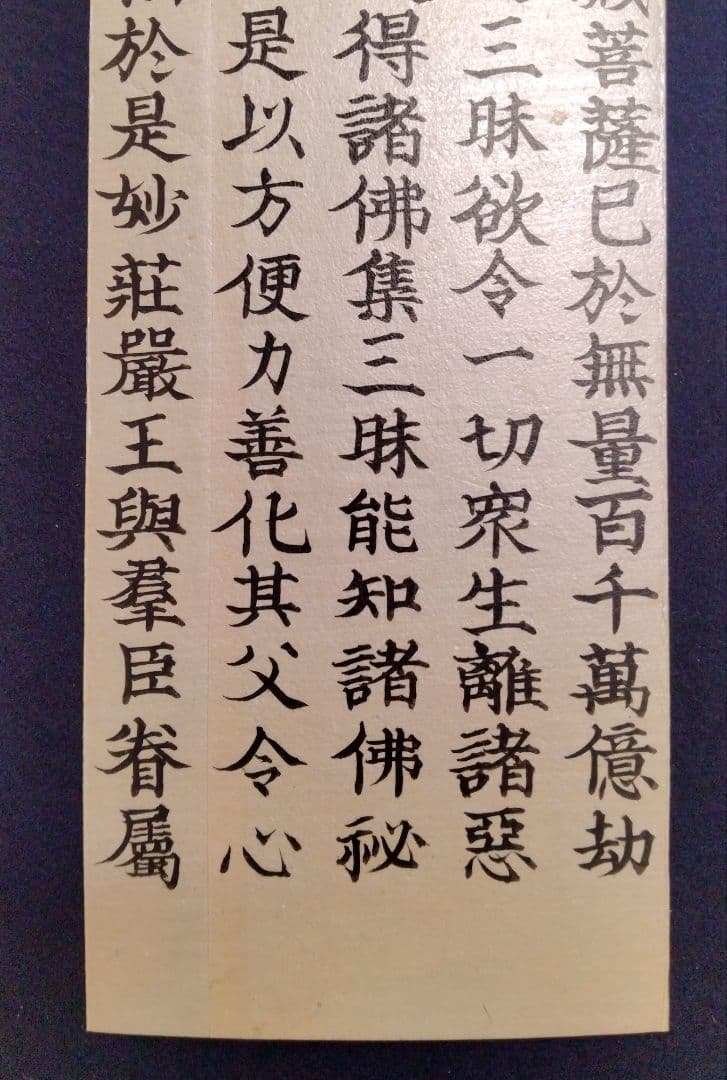 菩薩已於無量百千萬億劫
三昧欲令一切眾生離諸惡
得諸佛集三昧能知諸佛祕
是以方便力善化其父令心
於是妙莊嚴王與羣臣眷屬